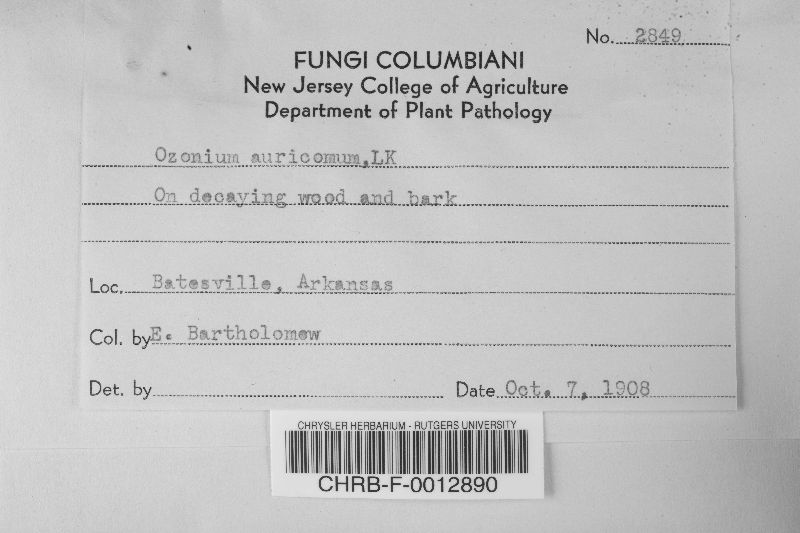 No. 2849
FUNGI COLUMBIANI
New Jersey College of Agriculture
Department of Plant Pathology
Ozonium auricomum,LK
On decaying wood and bark
Loc. Batesville, Arkansas
Col. by E. Bartholomew
Det. by
Date Oct. 7, 1908
CHRYSLER HERBARIUM - RUTGERS UNIVERSITY
CHRB-F-0012890